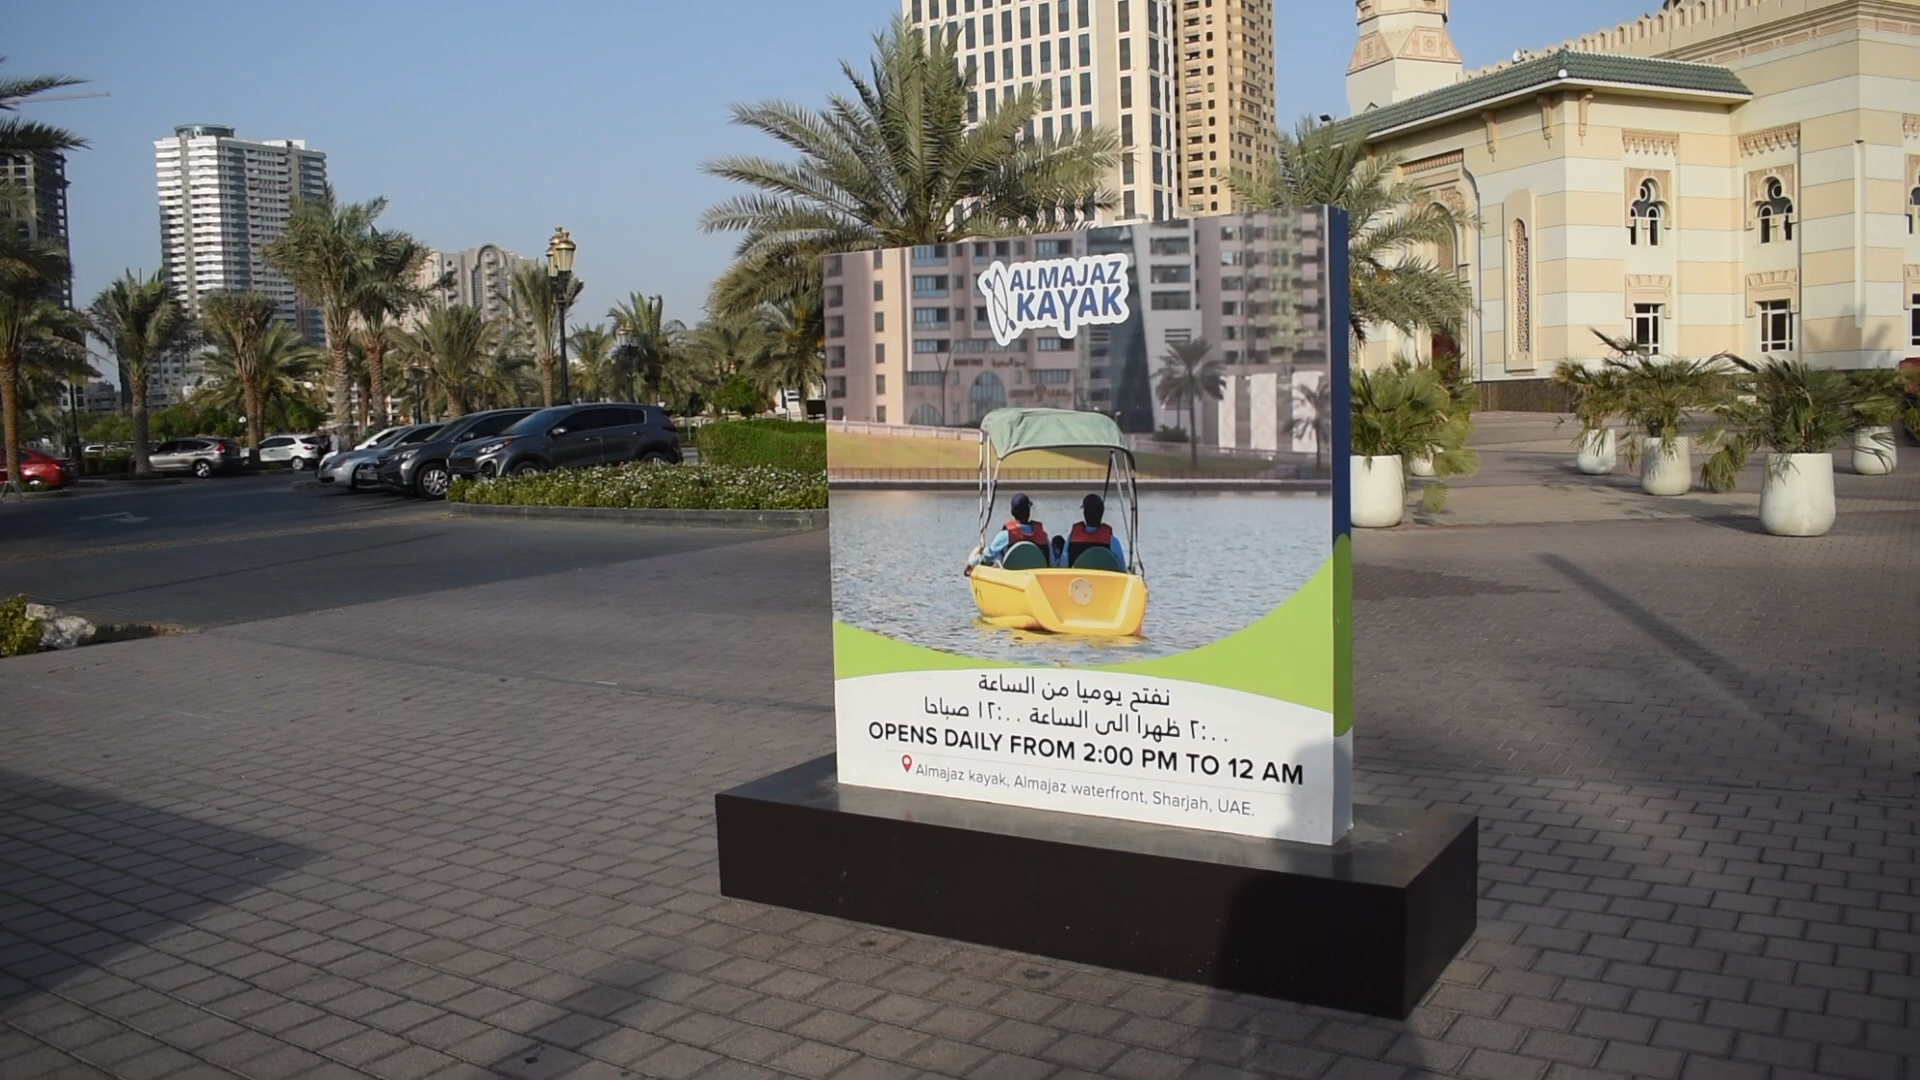 ALMAJAZ
KAYAK
نفتح يوميا من الساعة
٢:٠٠ ظهرا الى الساعة ١٢:٠٠ صباحا
OPENS DAILY FROM 2:00 PM TO 12 AM
Almajaz kayak, Almajaz waterfront, Sharjah, UAE.